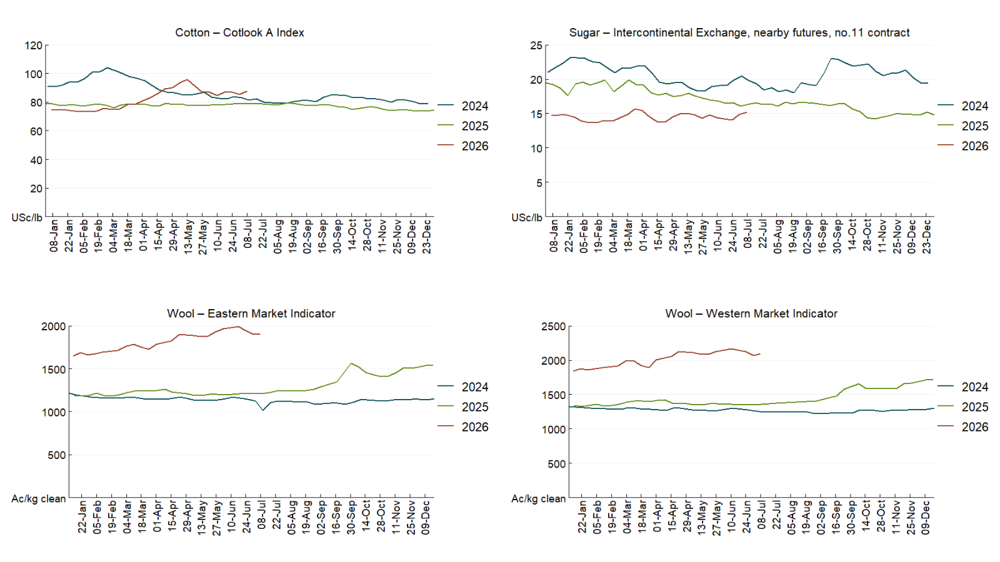 Cotton – Cotlook A Index
120
100
80
60
40
20
USc/lb
08-Jan
22-Jan
05-Feb
19-Feb
04-Mar
18-Mar
01-Apr
15-Apr
29-Apr
13-May
27-May
10-Jun
24-Jun
08-Jul
22-Jul
05-Aug
19-Aug
02-Sep
16-Sep
30-Sep
14-Oct
28-Oct
11-Nov
25-Nov
09-Dec
23-Dec
2024
2025
2026
Sugar – Intercontinental Exchange, nearby futures, no.11 contract
25
20
15
10
5
USc/lb
08-Jan
22-Jan
05-Feb
19-Feb
04-Mar
18-Mar
01-Apr
15-Apr
29-Apr
13-May
27-May
10-Jun
24-Jun
08-Jul
22-Jul
05-Aug
19-Aug
02-Sep
16-Sep
30-Sep
14-Oct
28-Oct
11-Nov
25-Nov
09-Dec
23-Dec
2024
2025
2026
Wool – Eastern Market Indicator
2000
1500
1000
500
Ac/kg clean
22-Jan
05-Feb
19-Feb
04-Mar
18-Mar
01-Apr
15-Apr
29-Apr
13-May
27-May
10-Jun
24-Jun
08-Jul
22-Jul
05-Aug
19-Aug
02-Sep
16-Sep
30-Sep
14-Oct
28-Oct
11-Nov
25-Nov
09-Dec
2024
2025
2026
Wool – Western Market Indicator
2500
2000
1500
1000
500
Ac/kg clean
22-Jan
05-Feb
19-Feb
04-Mar
18-Mar
01-Apr
15-Apr
29-Apr
13-May
27-May
10-Jun
24-Jun
08-Jul
22-Jul
05-Aug
19-Aug
02-Sep
16-Sep
30-Sep
14-Oct
28-Oct
11-Nov
25-Nov
09-Dec
2024
2025
2026